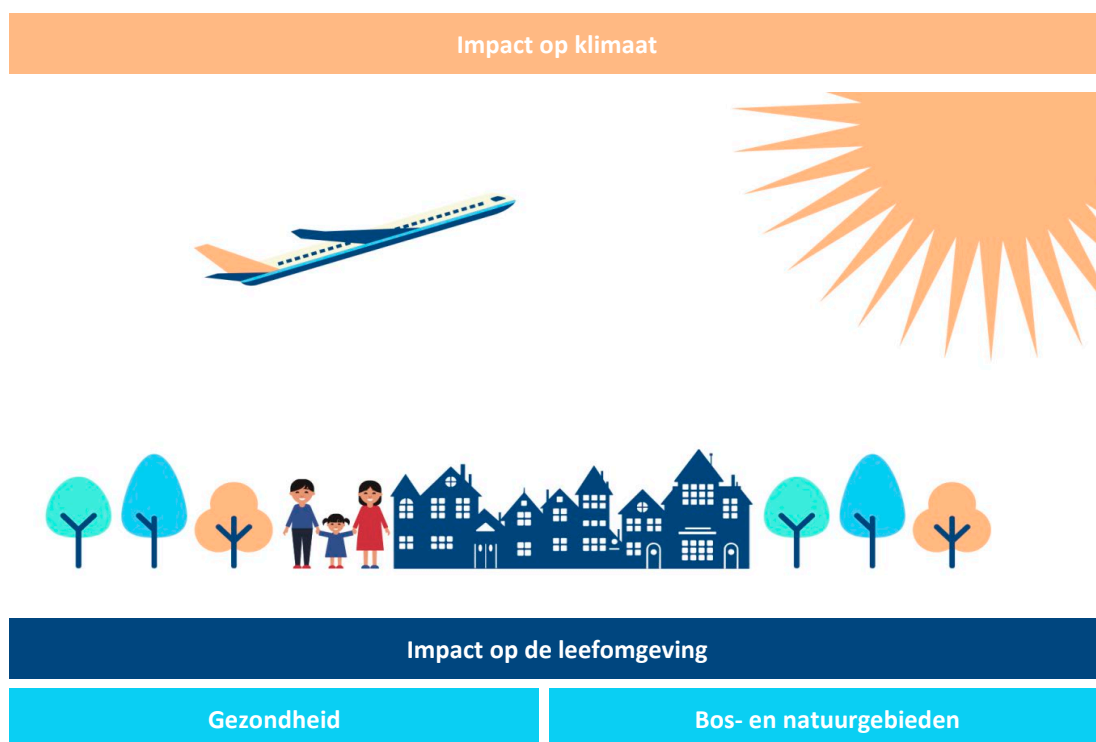 Impact op klimaat
Impact op de leefomgeving
Gezondheid
Bos- en natuurgebieden